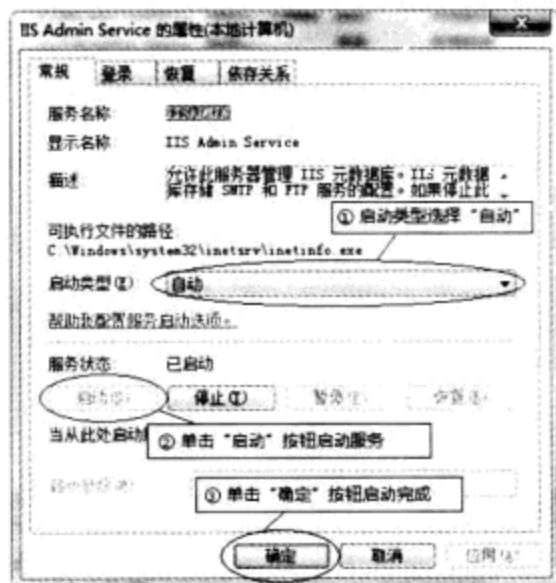 IIS Admin Service 的属性(本地计算机)
常规 登录 恢复 依存关系
服务名称:
显示名称: IIS Admin Service
描述: 允许此服务器管理 IIS 元数据库。IIS 元数据
库存储 SMTP 和 FTP 服务的配置。如果停止此
① 启动类型选择“自动”
可执行文件的路径:
C:\Windows\system32\inetsrv\inetinfo.exe
启动类型(E): 自动
帮助我配置服务启动选项。
服务状态: 已启动
启动(S) 停止(T) 暂停(P) 恢复(R)
当从此处启动
② 单击“启动”按钮启动服务
③ 单击“确定”按钮启动完成
确定 取消 应用(A)